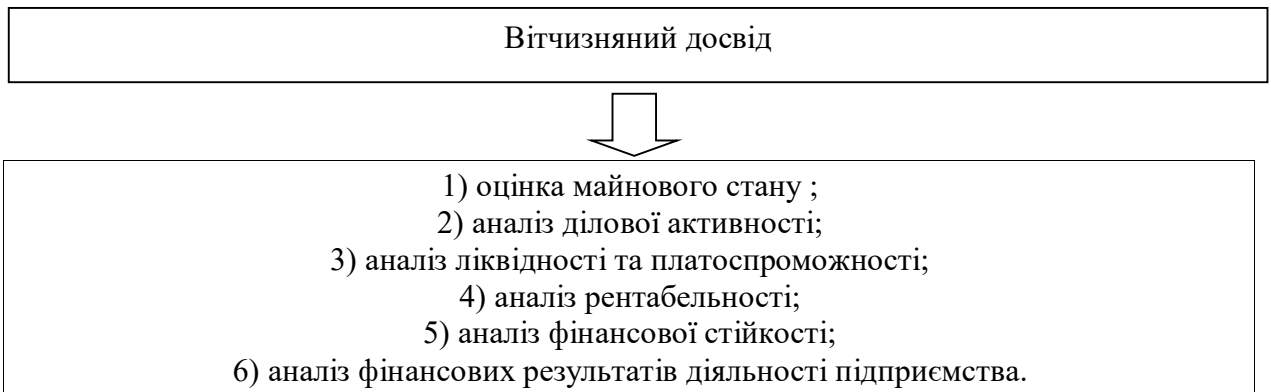 Вітчизняний досвід
1) оцінка майнового стану ;
2) аналіз ділової активності;
3) аналіз ліквідності та платоспроможності;
4) аналіз рентабельності;
5) аналіз фінансової стійкості;
6) аналіз фінансових результатів діяльності підприємства.